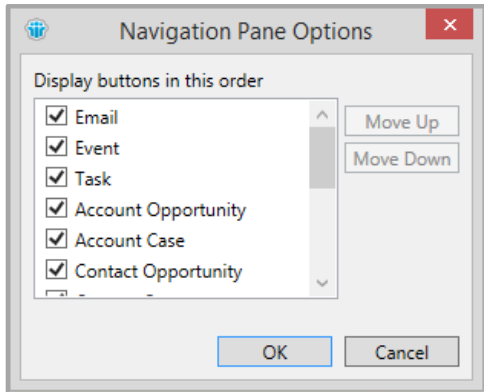 Navigation Pane Options
Display buttons in this order
Email
Event
Task
Account Opportunity
Account Case
Contact Opportunity
Move Up
Move Down
OK
Cancel